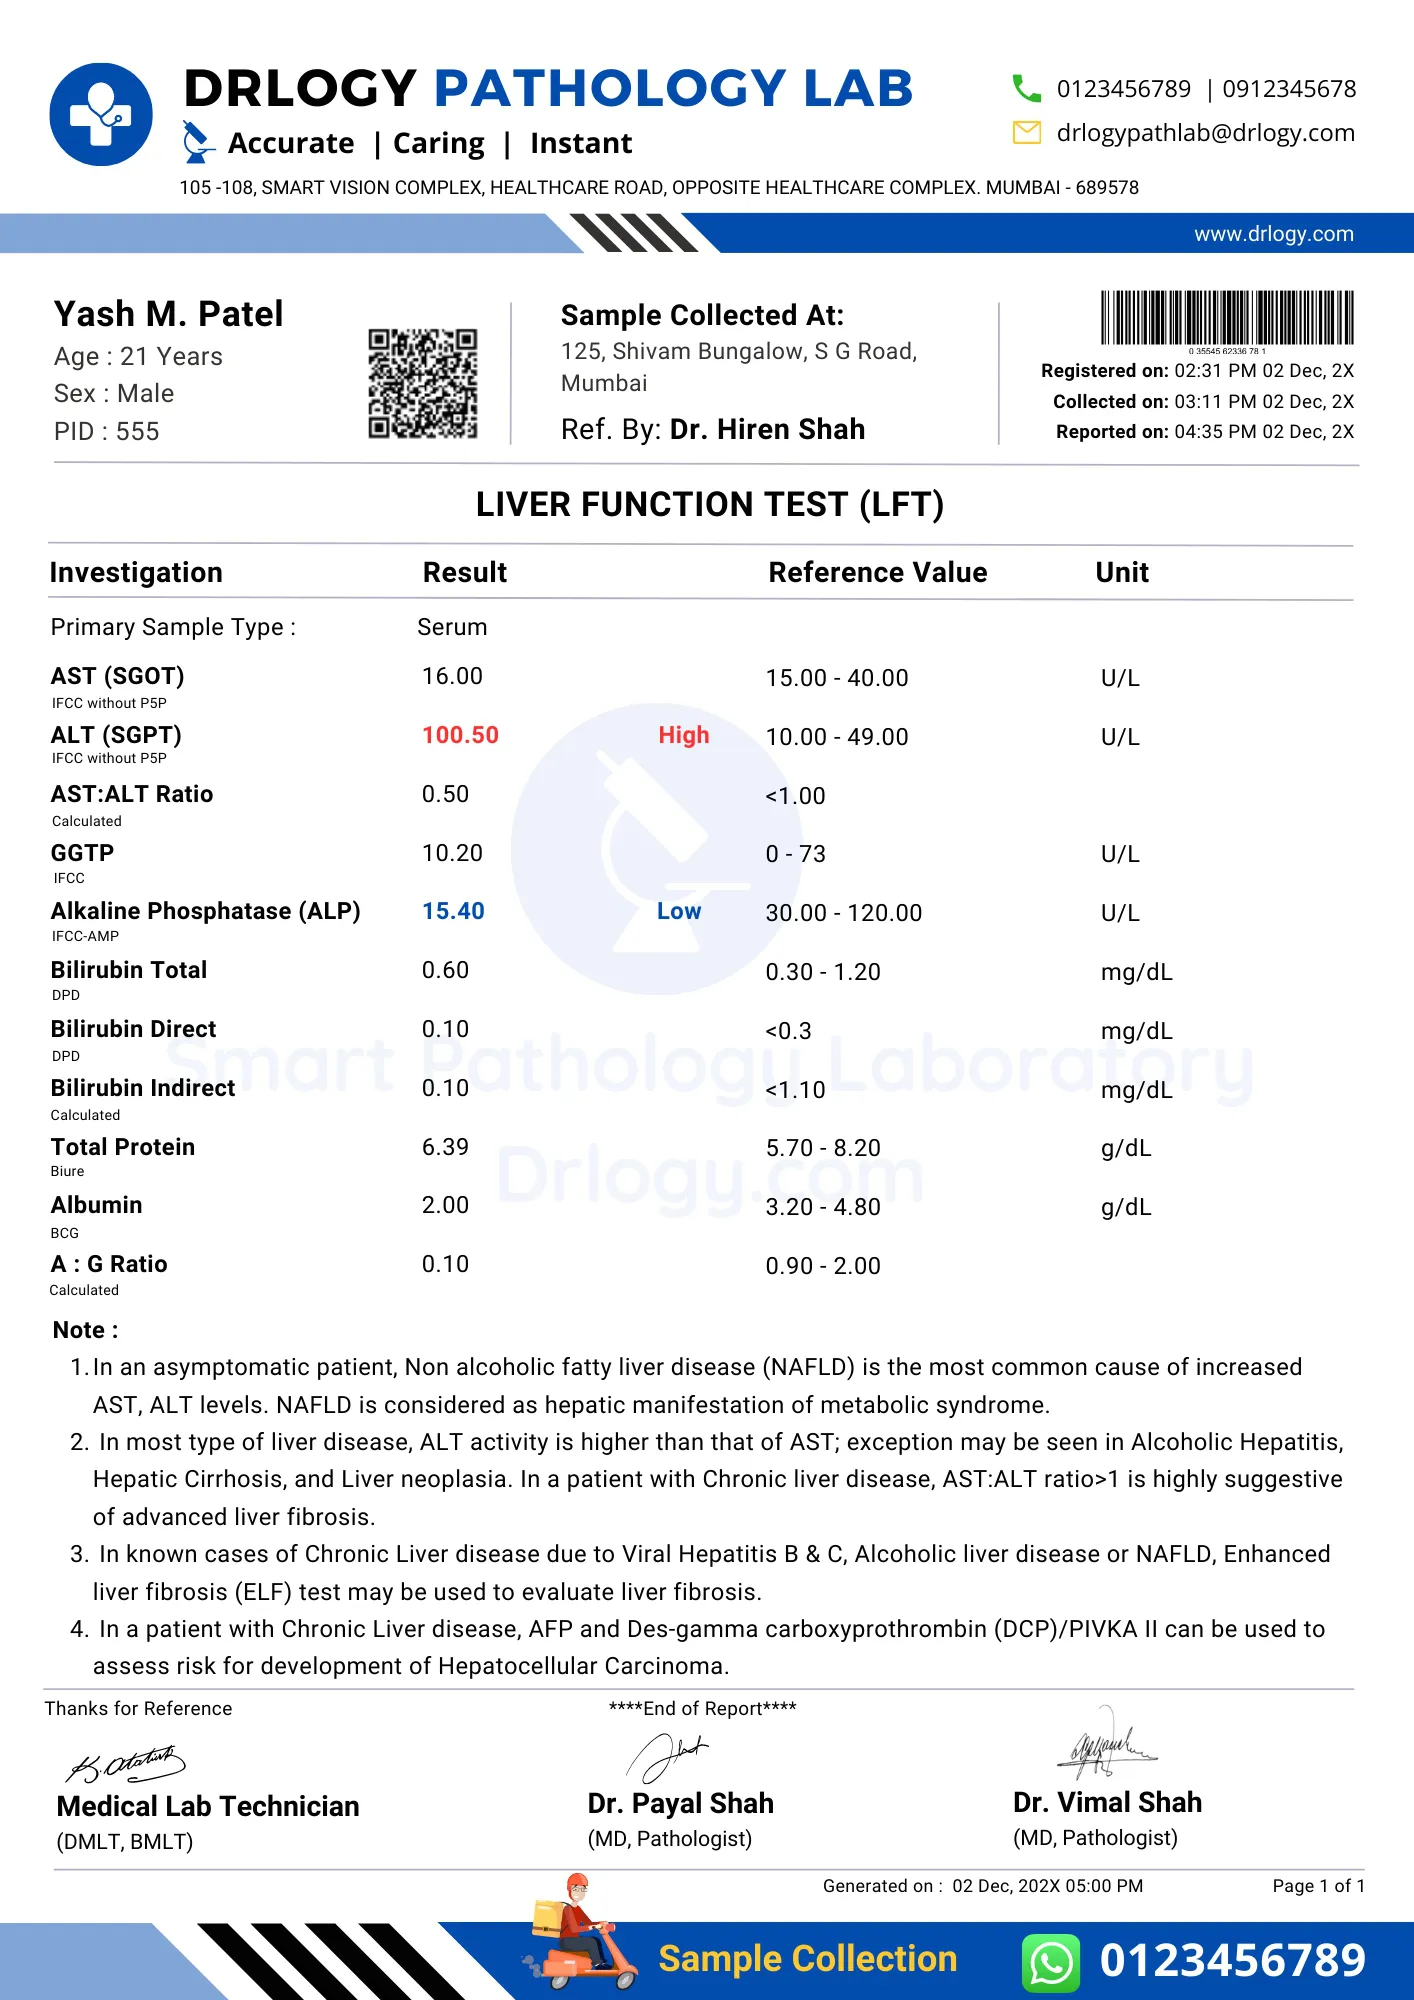 DRLOGY PATHOLOGY LAB
Accurate | Caring | Instant
0123456789 | 0912345678
drlogypathlab@drlogy.com
105 -108, SMART VISION COMPLEX, HEALTHCARE ROAD, OPPOSITE HEALTHCARE COMPLEX. MUMBAI - 689578
www.drlogy.com
Yash M. Patel
Age : 21 Years
Sex : Male
PID : 555
Sample Collected At:
125, Shivam Bungalow, S G Road,
Mumbai
Ref. By: Dr. Hiren Shah
0 35545 62336 78 1
Registered on: 02:31 PM 02 Dec, 2X
Collected on: 03:11 PM 02 Dec, 2X
Reported on: 04:35 PM 02 Dec, 2X
LIVER FUNCTION TEST (LFT)
Investigation Result Reference Value Unit
Primary Sample Type : Serum
AST (SGOT) 16.00 15.00 - 40.00 U/L
IFCC without P5P
ALT (SGPT) 100.50 High 10.00 - 49.00 U/L
IFCC without P5P
AST:ALT Ratio 0.50 <1.00
Calculated
GGTP 10.20 0 - 73 U/L
IFCC
Alkaline Phosphatase (ALP) 15.40 Low 30.00 - 120.00 U/L
IFCC-AMP
Bilirubin Total 0.60 0.30 - 1.20 mg/dL
DPD
Bilirubin Direct 0.10 <0.3 mg/dL
DPD
Smart Pathology Laboratory
Bilirubin Indirect 0.10 <1.10 mg/dL
Calculated
Total Protein 6.39 5.70 - 8.20 g/dL
Biure
Drlogy.com
Albumin 2.00 3.20 - 4.80 g/dL
BCG
A : G Ratio 0.10 0.90 - 2.00
Calculated
Note :
1. In an asymptomatic patient, Non alcoholic fatty liver disease (NAFLD) is the most common cause of increased
AST, ALT levels. NAFLD is considered as hepatic manifestation of metabolic syndrome.
2. In most type of liver disease, ALT activity is higher than that of AST; exception may be seen in Alcoholic Hepatitis,
Hepatic Cirrhosis, and Liver neoplasia. In a patient with Chronic liver disease, AST:ALT ratio>1 is highly suggestive
of advanced liver fibrosis.
3. In known cases of Chronic Liver disease due to Viral Hepatitis B & C, Alcoholic liver disease or NAFLD, Enhanced
liver fibrosis (ELF) test may be used to evaluate liver fibrosis.
4. In a patient with Chronic Liver disease, AFP and Des-gamma carboxyprothrombin (DCP)/PIVKA II can be used to
assess risk for development of Hepatocellular Carcinoma.
Thanks for Reference ****End of Report****
Medical Lab Technician
(DMLT, BMLT)
Dr. Payal Shah
(MD, Pathologist)
Dr. Vimal Shah
(MD, Pathologist)
Generated on : 02 Dec, 202X 05:00 PM Page 1 of 1
Sample Collection 0123456789